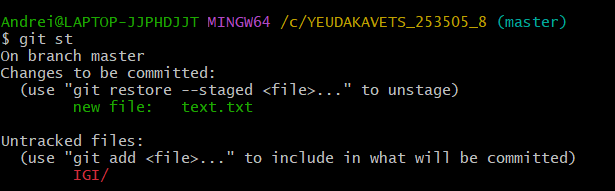 Andrei@LAPTOP-JJPHDJJT MINGW64 /c/YEUDAKAVETS_253505_8 (master)
$ git st
On branch master
Changes to be committed:
  (use "git restore --staged <file>..." to unstage)
        new file:   text.txt

Untracked files:
  (use "git add <file>..." to include in what will be committed)
        IGI/